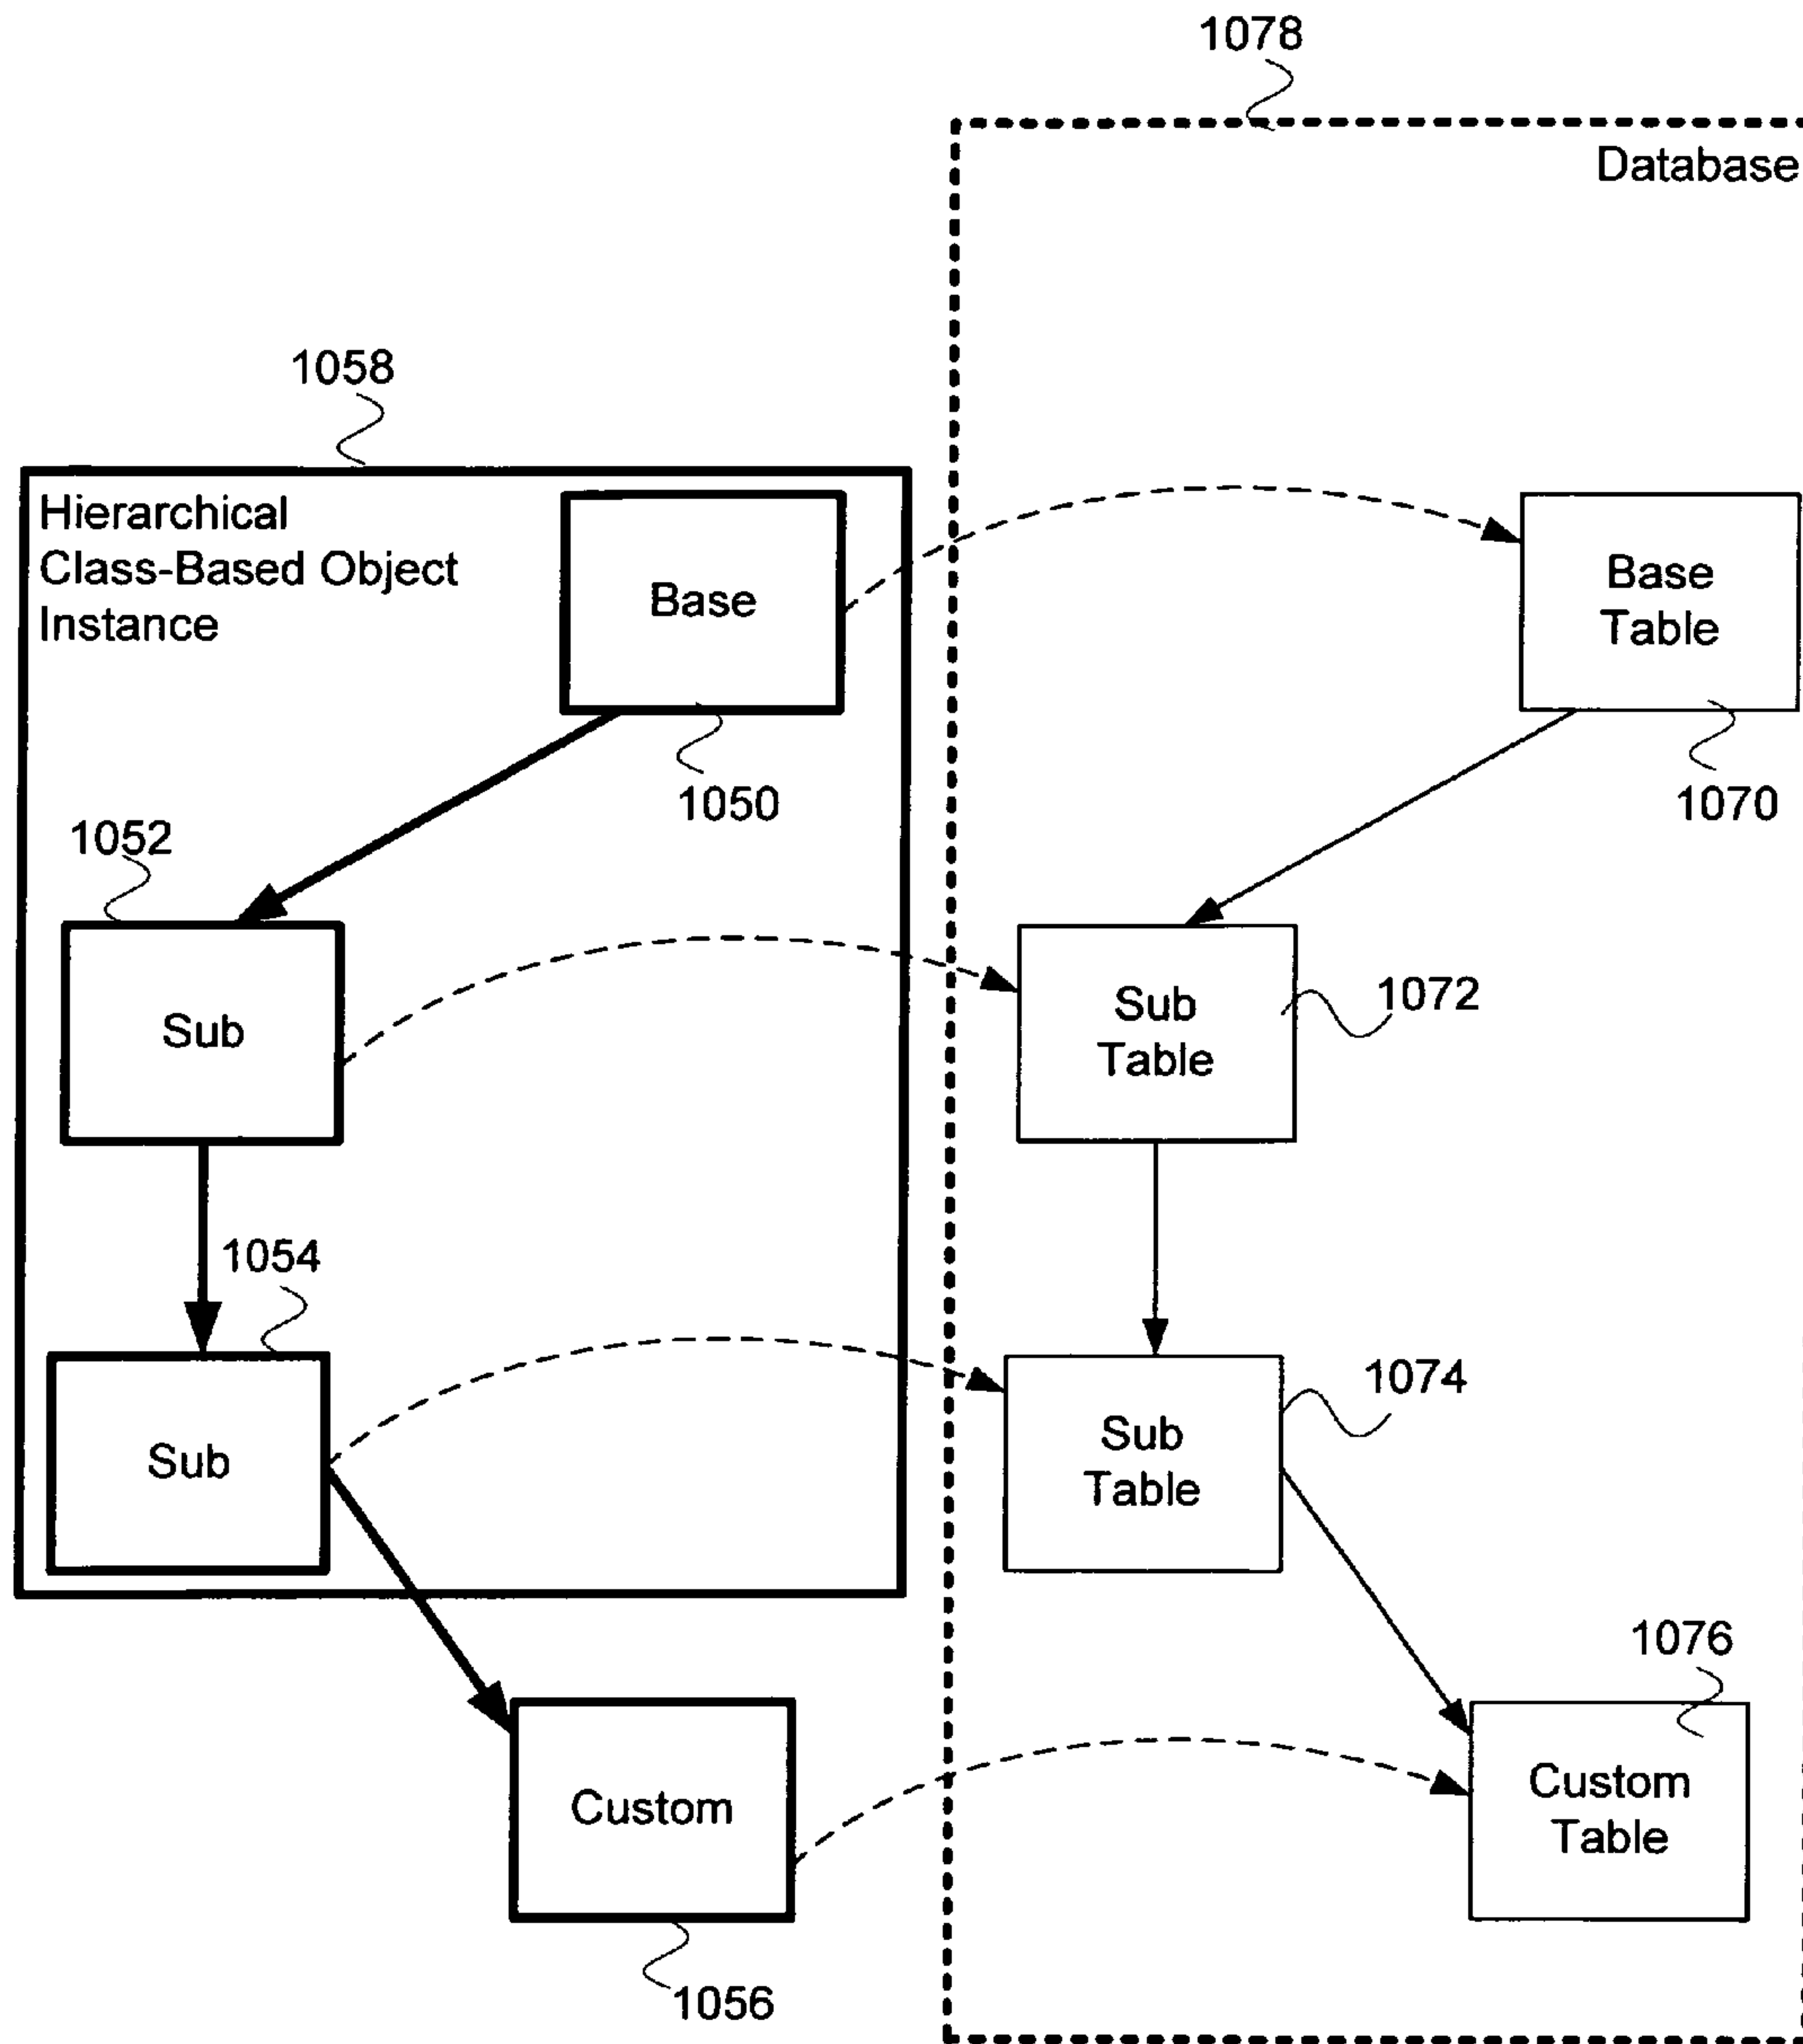 1078
Database
1058
Hierarchical
Class-Based Object
Instance
Base
Base
Table
1050
1070
1052
Sub
Sub
Table
1072
1054
Sub
Sub
Table
1074
1076
Custom
Custom
Table
1056